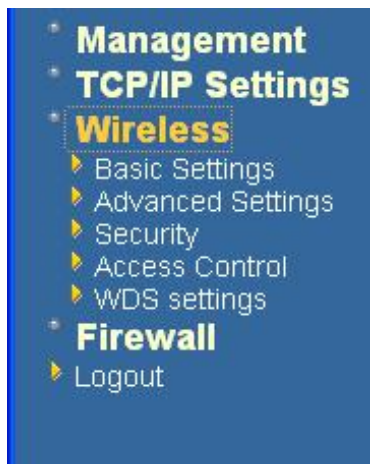 Management
TCP/IP Settings
Wireless
Basic Settings
Advanced Settings
Security
Access Control
WDS settings
Firewall
Logout